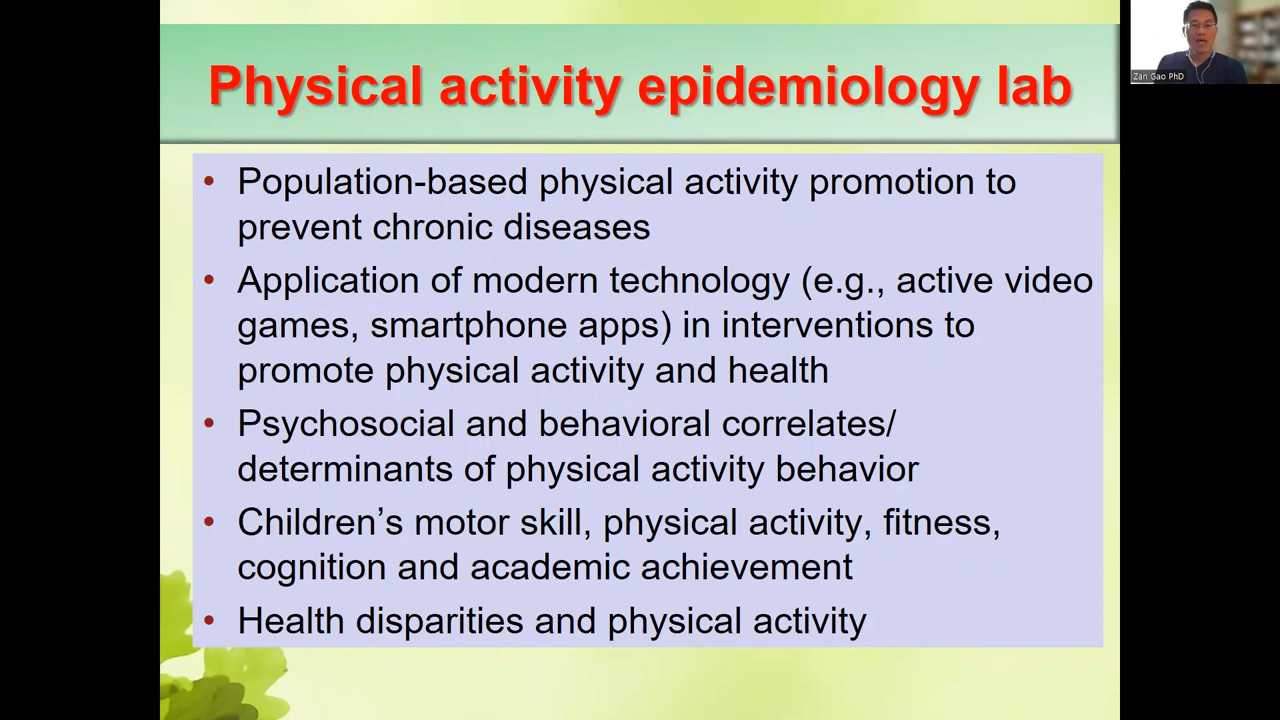 Physical activity epidemiology lab
Zan Gao PhD
• Population-based physical activity promotion to
prevent chronic diseases
• Application of modern technology (e.g., active video
games, smartphone apps) in interventions to
promote physical activity and health
• Psychosocial and behavioral correlates/
determinants of physical activity behavior
• Children’s motor skill, physical activity, fitness,
cognition and academic achievement
• Health disparities and physical activity